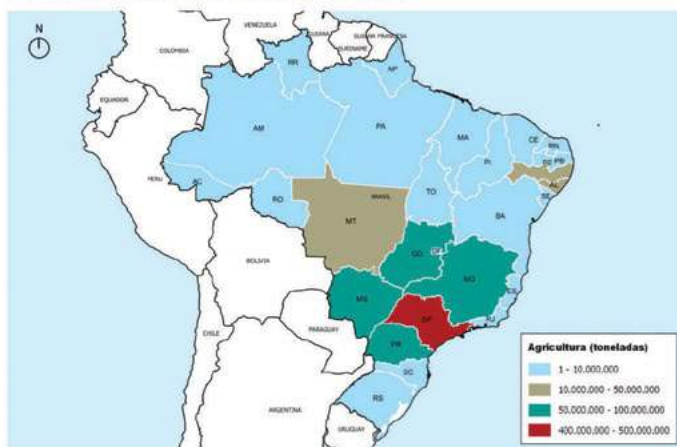 N
VENEZUELA
GUIANA
GUIANA FRANCESA
SURINAME
COLOMBIA
RR
AP
EQUADOR
AM
PA
MA
CE
RN
PB
PI
PE
AL
SE
PERU
AC
RO
TO
BA
BRASIL
MT
BOLIVIA
GO
DF
MG
ES
MS
SP
RJ
PARAGUAY
PR
CHILE
SC
RS
ARGENTINA
URUGUAY
Agricultura (toneladas)
1 - 10.000.000
10.000.000 - 50.000.000
50.000.000 - 100.000.000
400.000.000 - 500.000.000